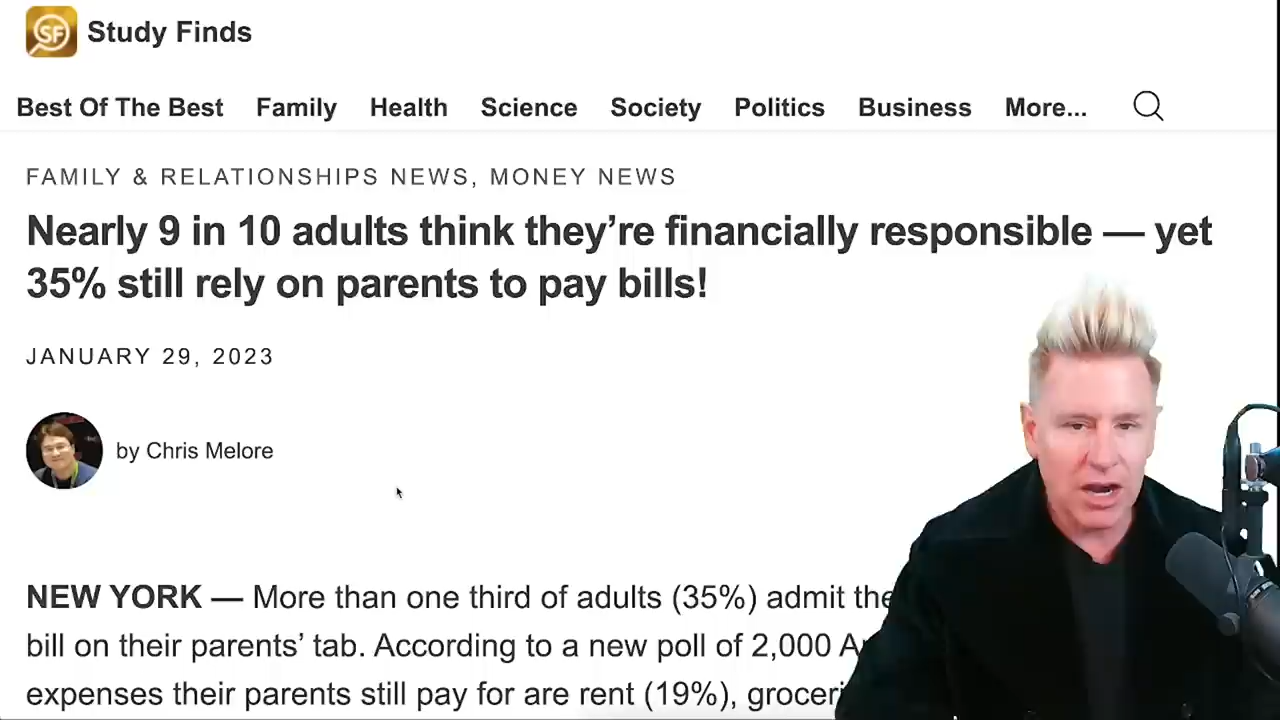 SF Study Finds
Best Of The Best Family Health Science Society Politics Business More...
FAMILY & RELATIONSHIPS NEWS, MONEY NEWS
Nearly 9 in 10 adults think they’re financially responsible — yet
35% still rely on parents to pay bills!
JANUARY 29, 2023
by Chris Melore
NEW YORK — More than one third of adults (35%) admit
bill on their parents’ tab. According to a new poll of 2,000
expenses their parents still pay for are rent (19%),